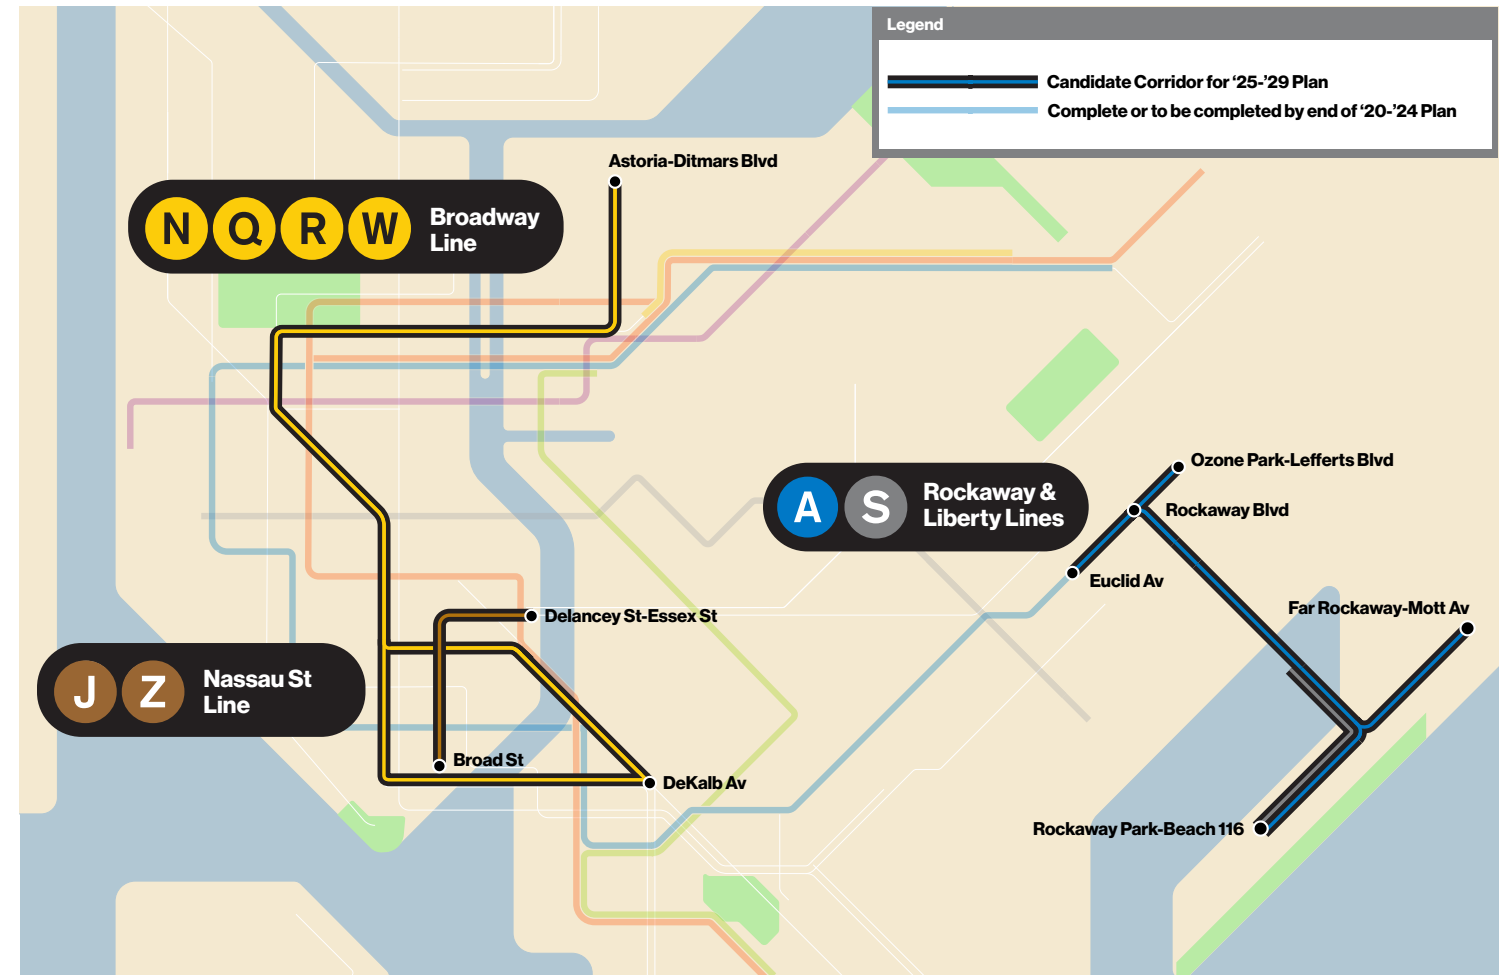 Legend
Candidate Corridor for ‘25-’29 Plan
Complete or to be completed by end of ‘20-’24 Plan
Astoria-Ditmars Blvd
N Q R W
Broadway
Line
Ozone Park-Lefferts Blvd
A S
Rockaway &
Liberty Lines
Rockaway Blvd
Euclid Av
Far Rockaway-Mott Av
Delancey St-Essex St
J Z
Nassau St
Line
Broad St
DeKalb Av
Rockaway Park-Beach 116